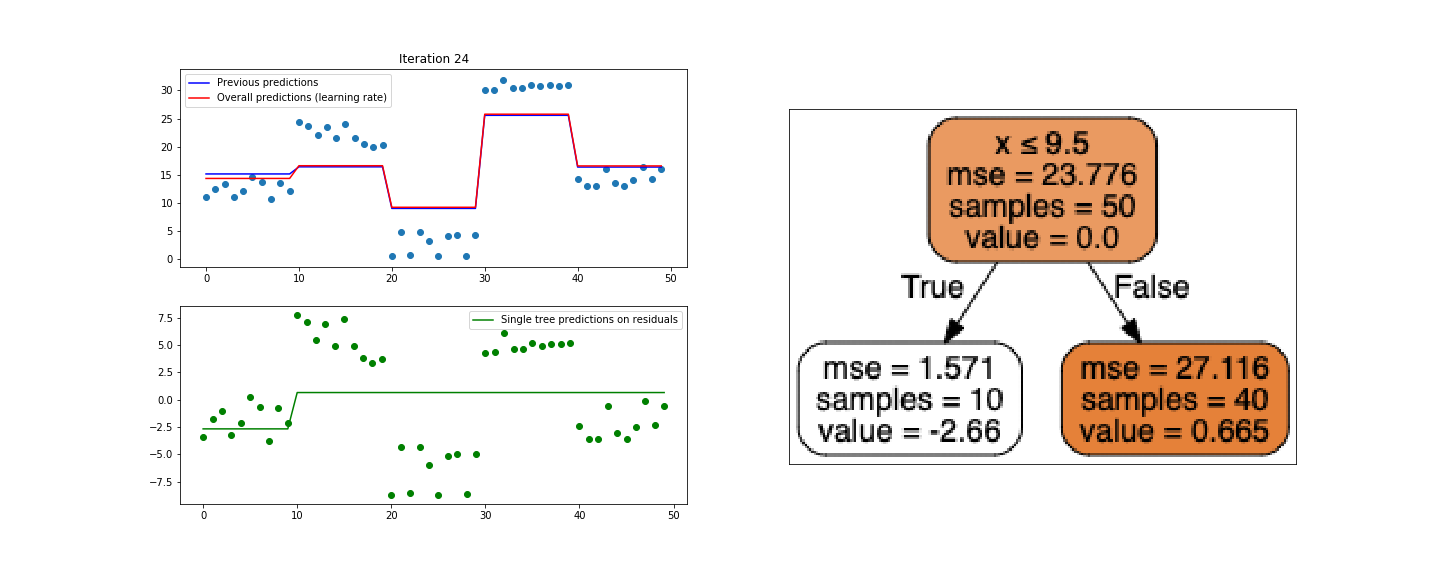 Iteration 24
Previous predictions
Overall predictions (learning rate)
30
25
20
15
10
5
0
0 10 20 30 40 50
Single tree predictions on residuals
7.5
5.0
2.5
0.0
−2.5
−5.0
−7.5
0 10 20 30 40 50
x ≤ 9.5
mse = 23.776
samples = 50
value = 0.0
True False
mse = 1.571
samples = 10
value = -2.66
mse = 27.116
samples = 40
value = 0.665